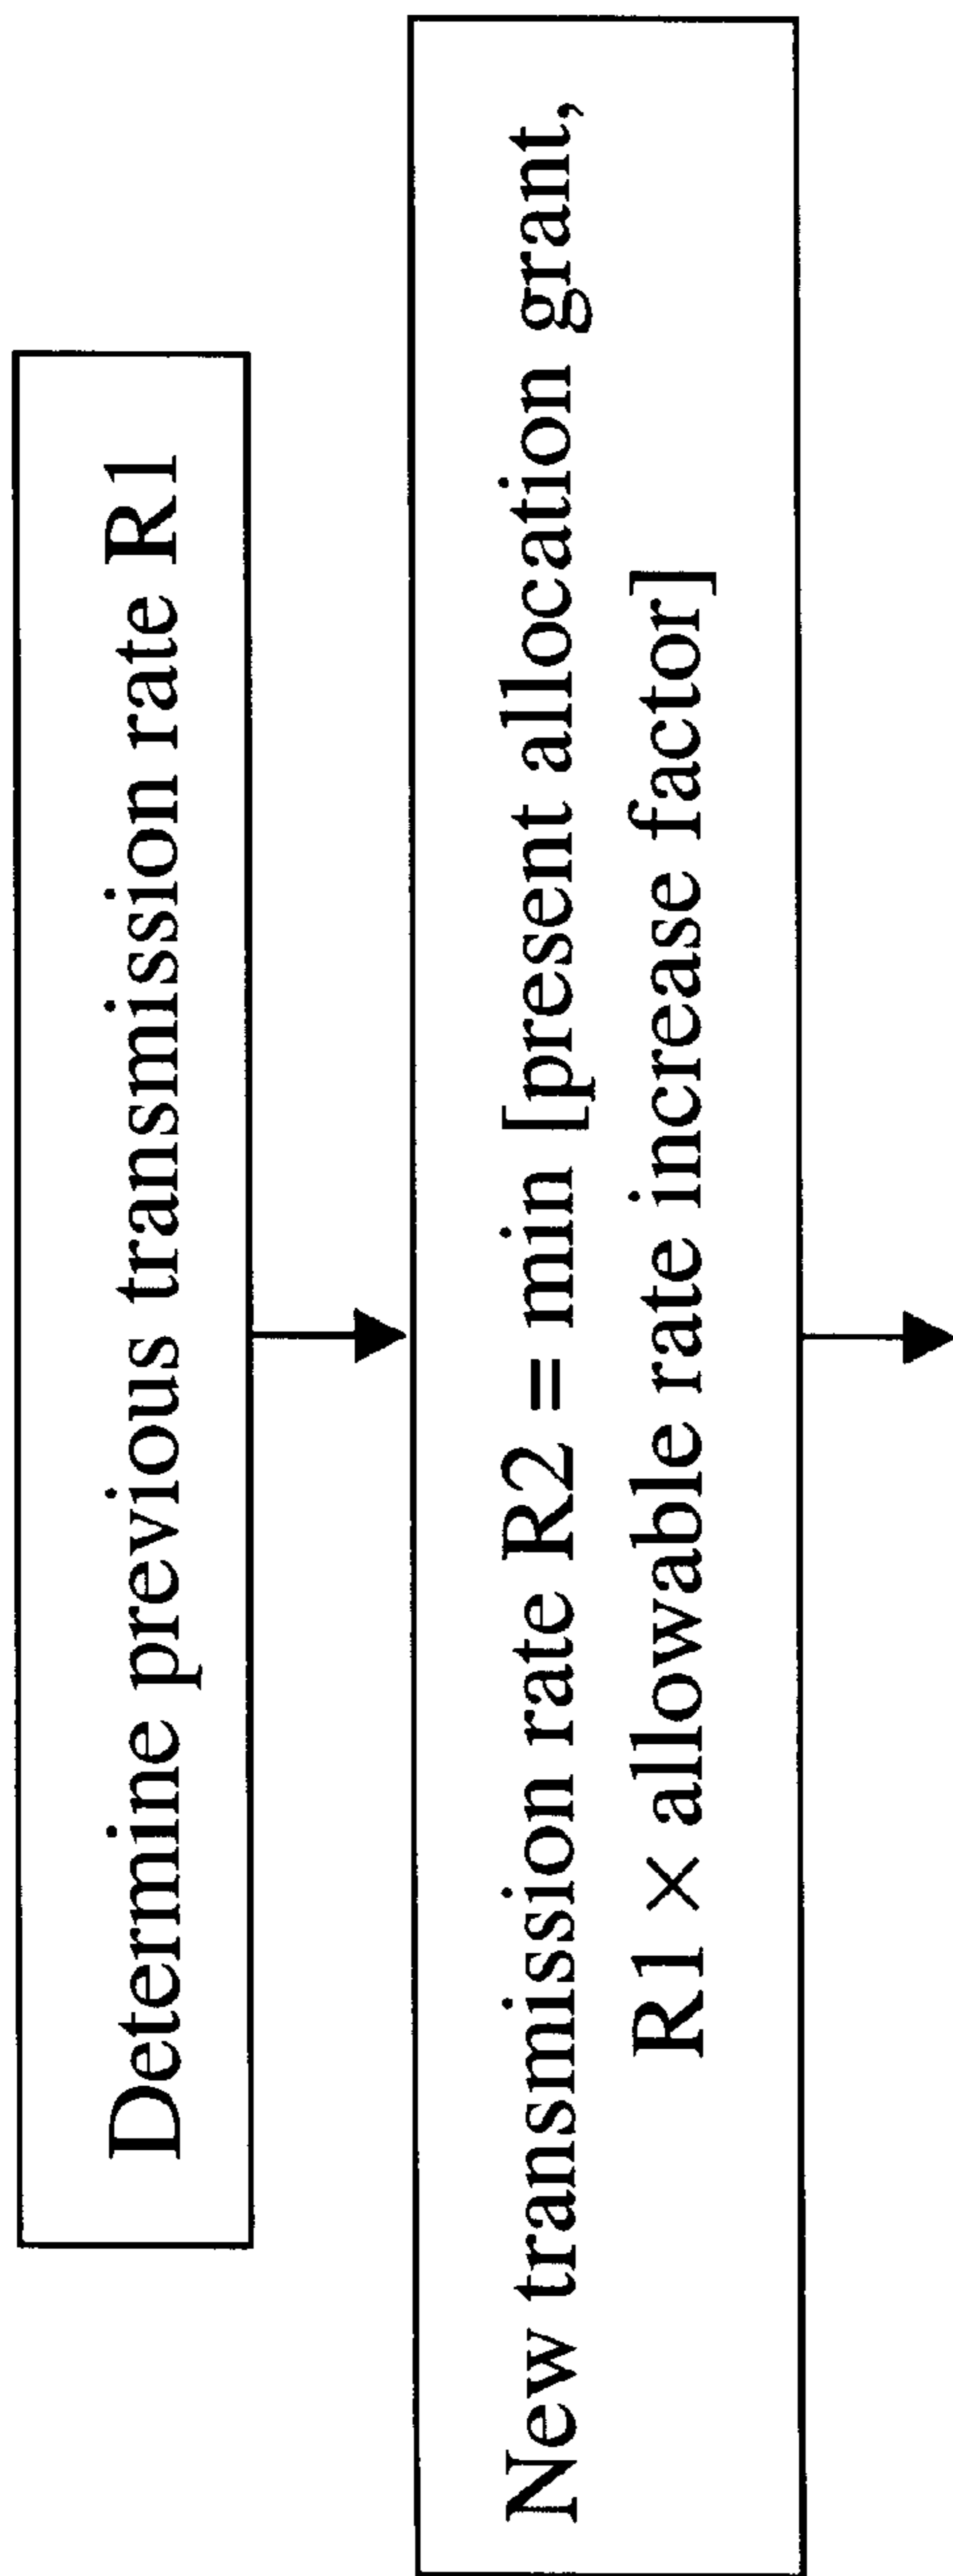 Determine previous transmission rate R1
New transmission rate R2 = min [present allocation grant,
R1 × allowable rate increase factor]